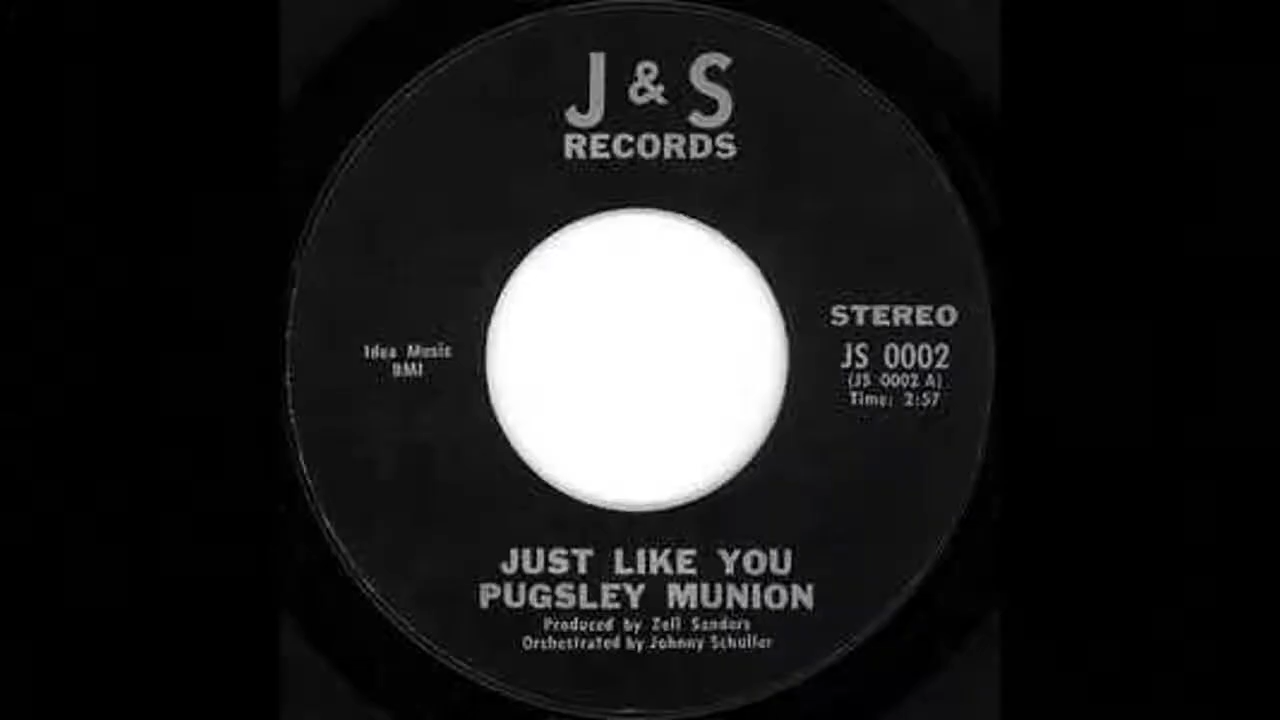 J & S
RECORDS
Idea Music
BMI
STEREO
JS 0002
(JS 0002 A)
Time: 2:57
JUST LIKE YOU
PUGSLEY MUNION
Produced by Zell Sanders
Orchestrated by Johnny Schuller